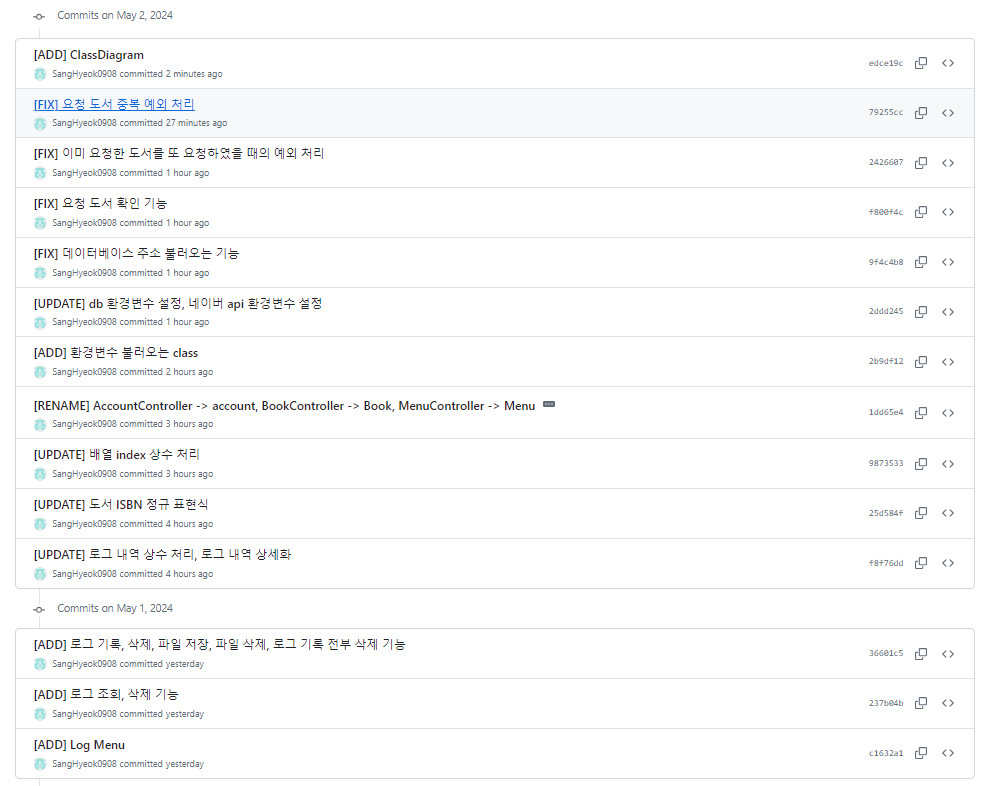 Commits on May 2, 2024
[ADD] ClassDiagram
edce19c
SangHyeok0908 committed 2 minutes ago
[FIX] 요청 도서 중복 예외 처리
79255cc
SangHyeok0908 committed 27 minutes ago
[FIX] 이미 요청한 도서를 또 요청하였을 때의 예외 처리
2426607
SangHyeok0908 committed 1 hour ago
[FIX] 요청 도서 확인 기능
f800f4c
SangHyeok0908 committed 1 hour ago
[FIX] 데이터베이스 주소 불러오는 기능
9f4c4b8
SangHyeok0908 committed 1 hour ago
[UPDATE] db 환경변수 설정, 네이버 api 환경변수 설정
2ddd245
SangHyeok0908 committed 1 hour ago
[ADD] 환경변수 불러오는 class
2b9df12
SangHyeok0908 committed 2 hours ago
[RENAME] AccountController -> account, BookController -> Book, MenuController -> Menu
1dd65e4
SangHyeok0908 committed 3 hours ago
[UPDATE] 배열 index 상수 처리
9873533
SangHyeok0908 committed 3 hours ago
[UPDATE] 도서 ISBN 정규 표현식
25d584f
SangHyeok0908 committed 4 hours ago
[UPDATE] 로그 내역 상수 처리, 로그 내역 상세화
f8f76dd
SangHyeok0908 committed 4 hours ago
Commits on May 1, 2024
[ADD] 로그 기록, 삭제, 파일 저장, 파일 삭제, 로그 기록 전부 삭제 기능
36601c5
SangHyeok0908 committed yesterday
[ADD] 로그 조회, 삭제 기능
237b04b
SangHyeok0908 committed yesterday
[ADD] Log Menu
c1632a1
SangHyeok0908 committed yesterday